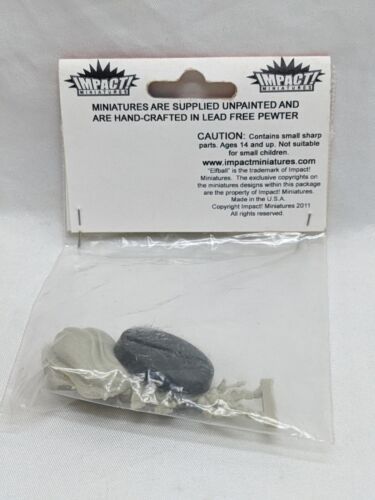 IMPACT!
MINIATURES
IMPACT!
MINIATURES
MINIATURES ARE SUPPLIED UNPAINTED AND
ARE HAND-CRAFTED IN LEAD FREE PEWTER
CAUTION: Contains small sharp
parts. Ages 14 and up. Not suitable
for small children.
www.impactminiatures.com
"Elfball" is the trademark of Impact!
Miniatures. The exclusive copyrights on
the miniatures designs within this package
are the property of Impact! Miniatures.
Made in the U.S.A.
Copyright Impact! Miniatures 2011
All rights reserved.